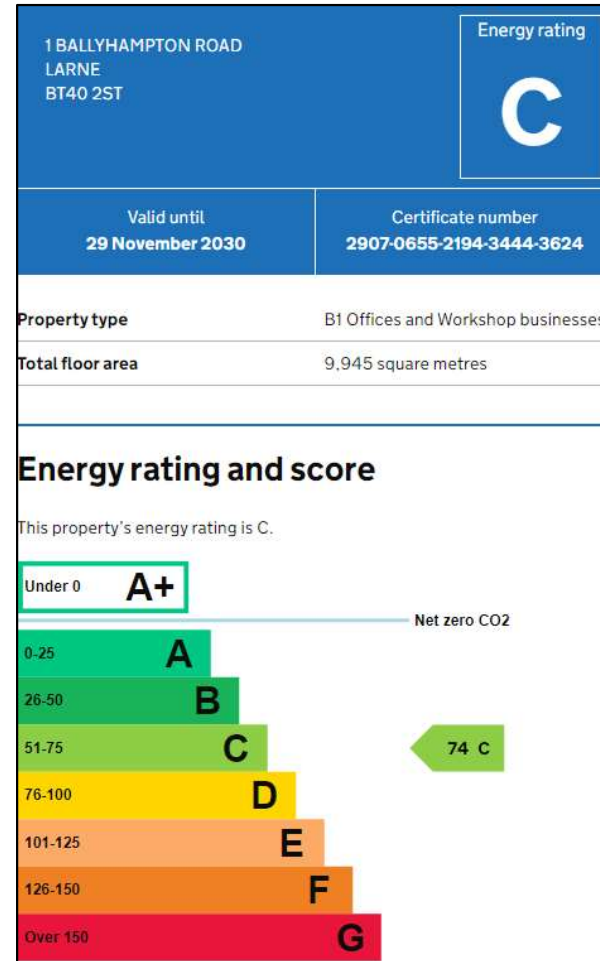 1 BALLYHAMPTON ROAD
LARNE
BT40 2ST
Energy rating
C
Valid until
29 November 2030
Certificate number
2907-0655-2194-3444-3624
Property type B1 Offices and Workshop businesses
Total floor area 9,945 square metres
Energy rating and score
This property's energy rating is C.
Under 0 A+
Net zero CO2
0-25 A
26-50 B
51-75 C 74 C
76-100 D
101-125 E
126-150 F
Over 150 G